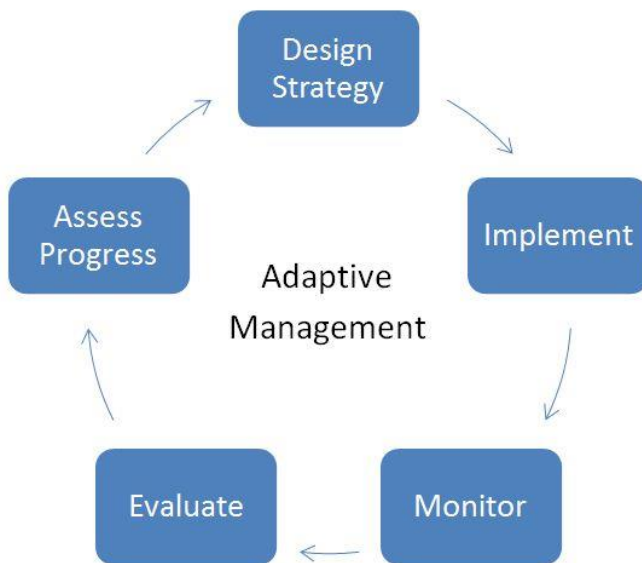 Design
Strategy
Implement
Monitor
Evaluate
Assess
Progress
Adaptive
Management